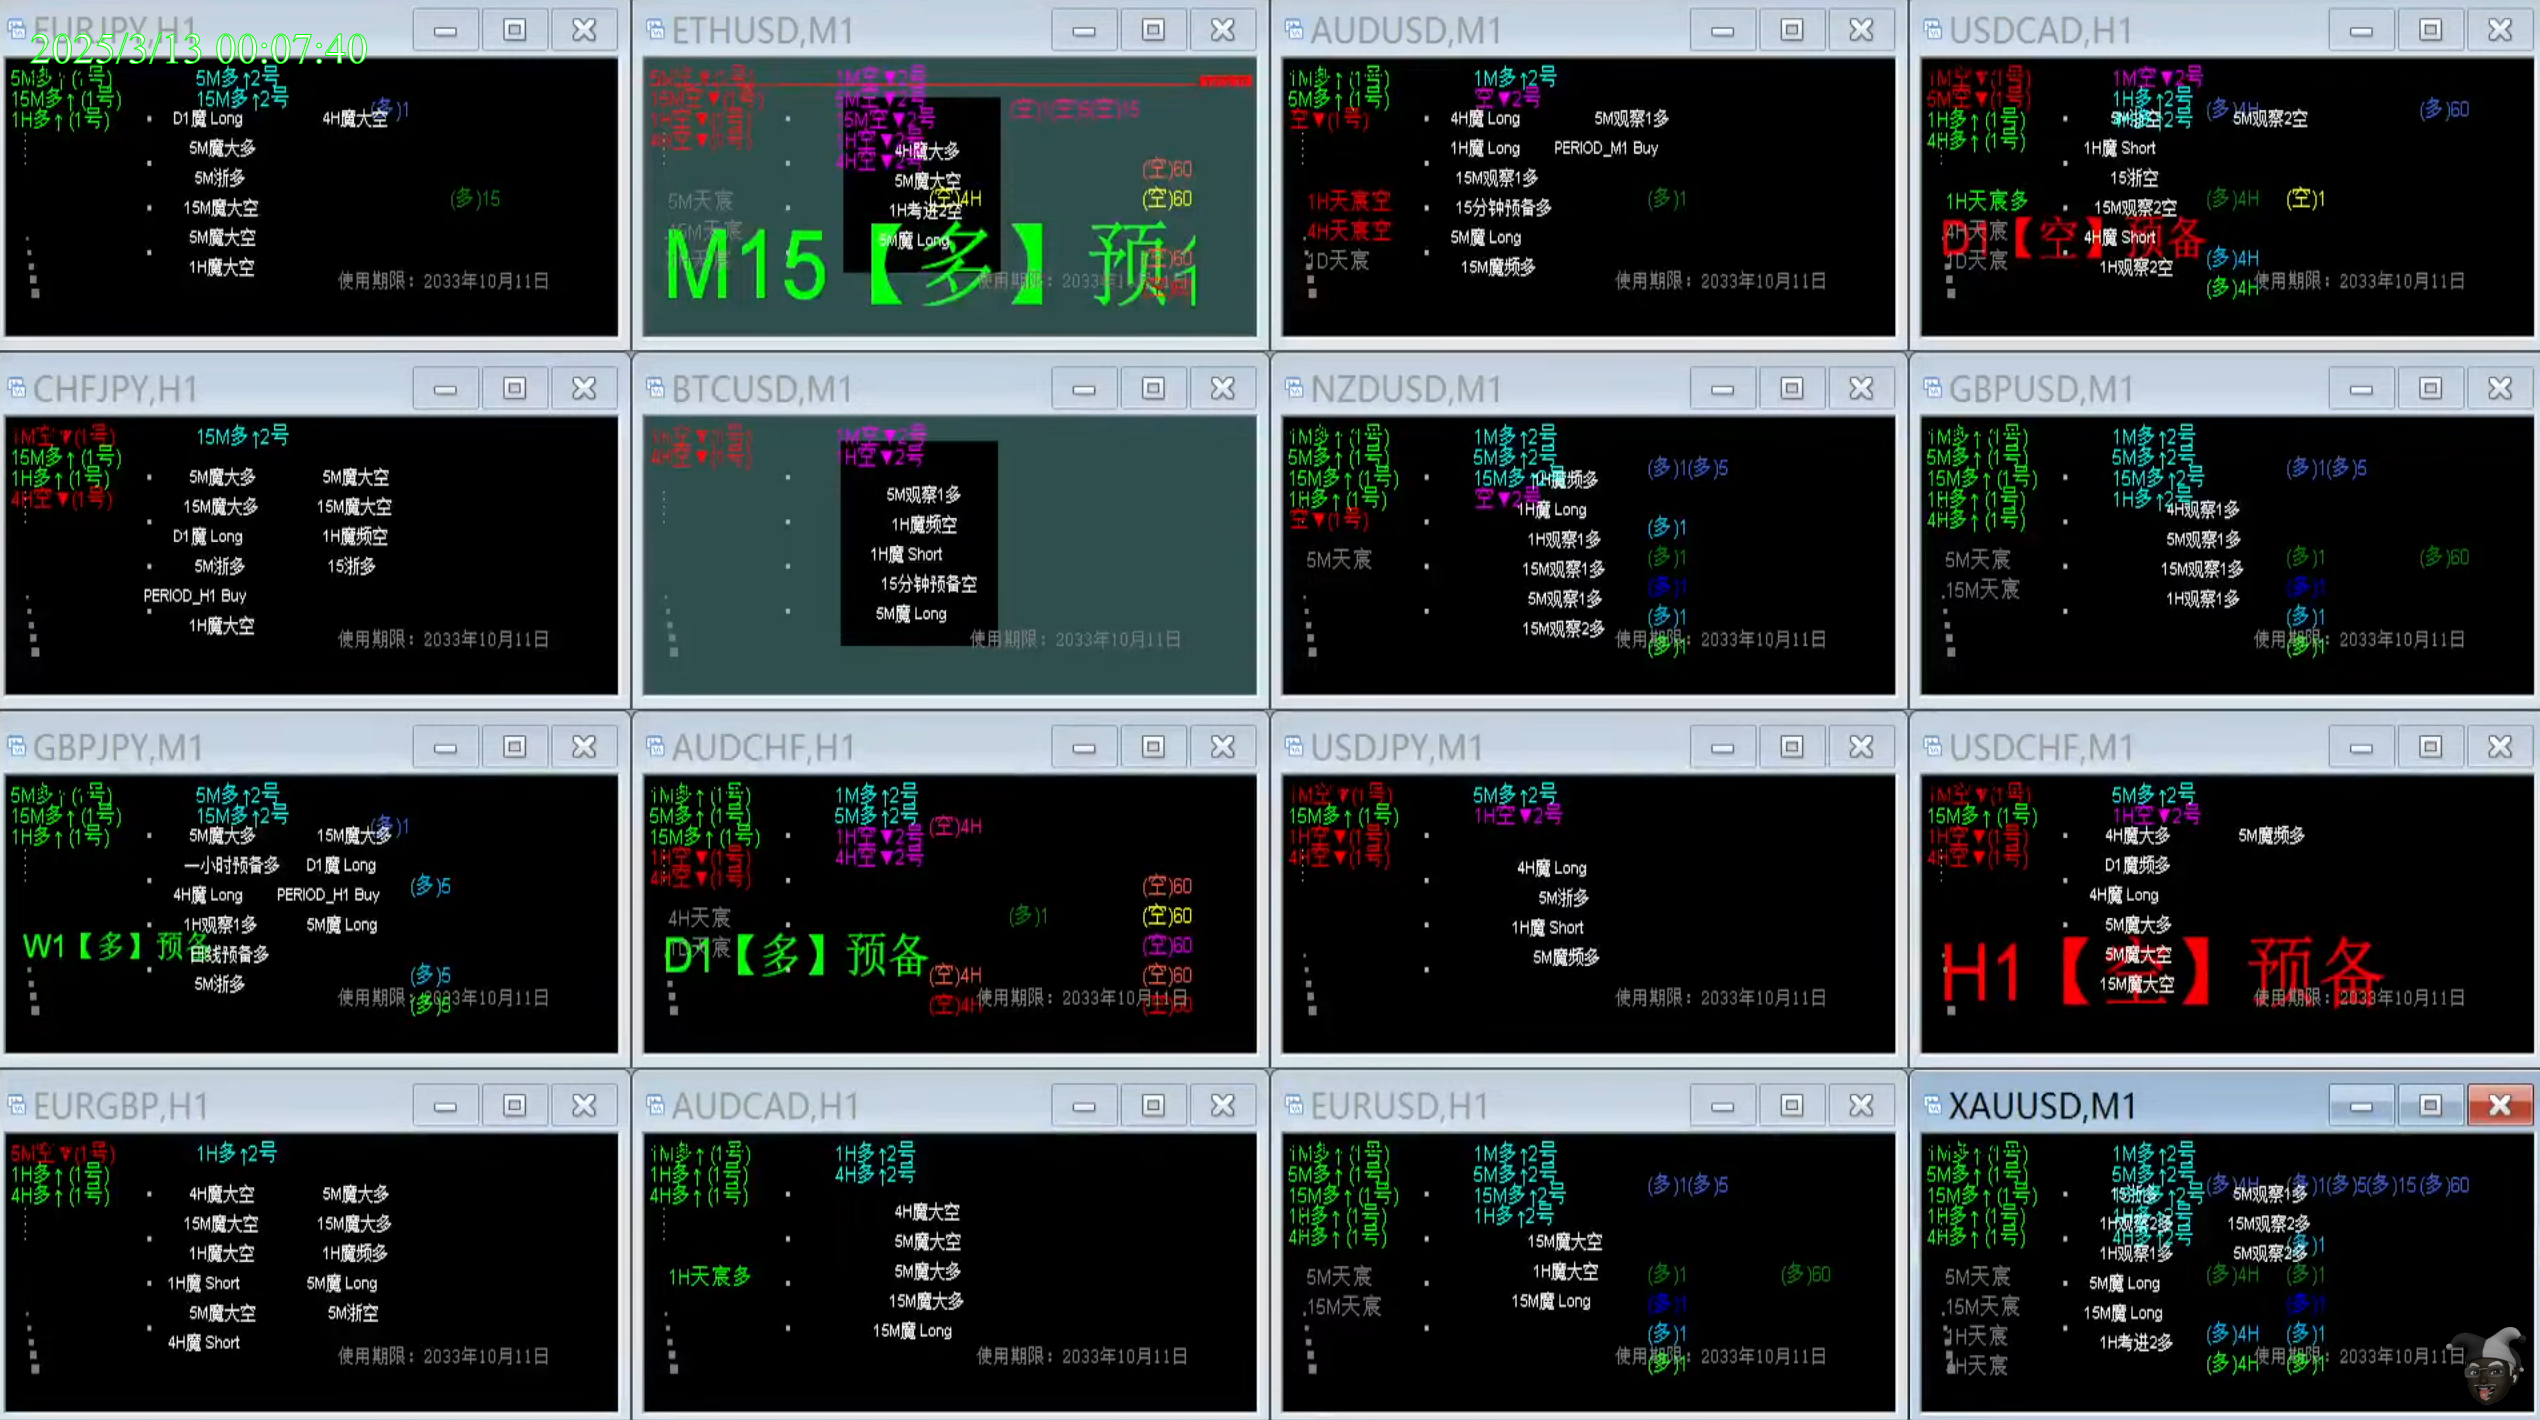 EURJPY,H1
2025/3/13 00:07:40
5M多↑(1号)
5M多↑2号
15M多↑(1号)
15M多↑2号
(多)1
1H多↑(1号)
D1魔 Long
4H魔大空
5M魔大多
5M浙多
(多)15
15M魔大空
5M魔大空
1H魔大空
使用期限: 2033年10月11日
ETHUSD,M1
5M空▼(1号)
1M空▼2号
15M空▼(1号)
5M空▼2号
(空)1(空)5(空)15
1H空▼(1号)
15M空▼2号
4H空▼(1号)
1H空▼2号
4H空▼2号
4H魔大多
(空)60
5M魔大空
5M天宸
(空)4H
(空)60
1H考进2空
15M天宸
5M魔 Long
M15【多】预
(空)60
AUDUSD,M1
1M多↑(1号)
1M多↑2号
5M多↑(1号)
空▼2号
空▼(1号)
4H魔 Long
5M观察1多
1H魔 Long
PERIOD_M1 Buy
15M观察1多
1H天宸空
15分钟预备多
(多)1
4H天宸空
5M魔 Long
1D天宸
15M魔频多
使用期限: 2033年10月11日
USDCAD,H1
1M空▼(1号)
1M空▼2号
5M空▼(1号)
1H多↑2号
(多)4H
(多)60
1H多↑(1号)
4H多↑2号
5M观察2空
4H多↑(1号)
1H魔 Short
15浙空
1H天宸多
15M观察2空
(多)4H
(空)1
4H天宸
D1【空】预备
4H魔 Short
1D天宸
1H观察2空
(多)4H
(多)4H
使用期限: 2033年10月11日
CHFJPY,H1
1M空▼(1号)
15M多↑2号
15M多↑(1号)
1H多↑(1号)
4H空▼(1号)
5M魔大多
5M魔大空
15M魔大多
15M魔大空
D1魔 Long
1H魔频空
5M浙多
15浙多
PERIOD_H1 Buy
1H魔大空
使用期限: 2033年10月11日
BTCUSD,M1
1M空▼(1号)
1M空▼2号
4H空▼(1号)
1H空▼2号
5M观察1多
1H魔频空
1H魔 Short
15分钟预备空
5M魔 Long
使用期限: 2033年10月11日
NZDUSD,M1
1M多↑(1号)
1M多↑2号
5M多↑(1号)
5M多↑2号
(多)1(多)5
15M多↑(1号)
15M多↑2号
1H魔频多
1H多↑(1号)
空▼2号
空▼(1号)
1H魔 Long
(多)1
1H观察1多
5M天宸
(多)1
15M观察1多
(多)1
5M观察1多
(多)1
15M观察2多
(多)1
使用期限: 2033年10月11日
GBPUSD,M1
1M多↑(1号)
1M多↑2号
5M多↑(1号)
5M多↑2号
(多)1(多)5
15M多↑(1号)
15M多↑2号
1H多↑(1号)
1H多↑2号
4H多↑(1号)
4H观察1多
5M观察1多
5M天宸
(多)1
(多)60
15M观察1多
15M天宸
(多)1
1H观察1多
(多)1
(多)1
使用期限: 2033年10月11日
GBPJPY,M1
5M多↑(1号)
5M多↑2号
15M多↑(1号)
15M多↑2号
(多)1
1H多↑(1号)
5M魔大多
15M魔大多
一小时预备多
D1魔 Long
(多)5
4H魔 Long
PERIOD_H1 Buy
1H观察1多
5M魔 Long
W1【多】预备
日线预备多
5M浙多
(多)5
(多)5
使用期限: 2033年10月11日
AUDCHF,H1
1M多↑(1号)
1M多↑2号
5M多↑(1号)
5M多↑2号
15M多↑(1号)
1H空▼2号
(空)4H
1H空▼(1号)
4H空▼2号
4H空▼(1号)
(空)60
4H天宸
(多)1
(空)60
(空)60
D1【多】预备
(空)4H
(空)60
(空)4H
(空)60
使用期限: 2033年10月11日
USDJPY,M1
1M空▼(1号)
5M多↑2号
15M多↑(1号)
1H空▼2号
1H空▼(1号)
4H空▼(1号)
4H魔 Long
5M浙多
1H魔 Short
5M魔频多
使用期限: 2033年10月11日
USDCHF,M1
1M空▼(1号)
5M多↑2号
15M多↑(1号)
1H空▼2号
1H空▼(1号)
4H空▼(1号)
4H魔大多
5M魔频多
D1魔频多
4H魔 Long
5M魔大多
5M魔大空
H1【空】预备
15M魔大空
使用期限: 2033年10月11日
EURGBP,H1
5M空▼(1号)
1H多↑2号
1H多↑(1号)
4H多↑(1号)
4H魔大空
5M魔大多
15M魔大空
15M魔大多
1H魔大空
1H魔频多
1H魔 Short
5M魔 Long
5M魔大空
5M浙空
4H魔 Short
使用期限: 2033年10月11日
AUDCAD,H1
1M多↑(1号)
1H多↑2号
1H多↑(1号)
4H多↑2号
4H多↑(1号)
4H魔大空
5M魔大空
1H天宸多
5M魔大多
15M魔大多
15M魔 Long
使用期限: 2033年10月11日
EURUSD,H1
1M多↑(1号)
1M多↑2号
5M多↑(1号)
5M多↑2号
(多)1(多)5
15M多↑(1号)
15M多↑2号
1H多↑(1号)
1H多↑2号
4H多↑(1号)
15M魔大空
1H魔大空
5M天宸
(多)1
(多)60
15M魔 Long
15M天宸
(多)1
(多)1
(多)1
使用期限: 2033年10月11日
XAUUSD,M1
1M多↑(1号)
1M多↑2号
5M多↑(1号)
5M多↑2号
(多)4H
(多)1(多)5(多)15(多)60
15M多↑(1号)
15浙多
5M观察1多
1H多↑(1号)
1H观察2多
15M观察2多
4H多↑(1号)
4H多↑2号
(多)1
1H观察1多
5M观察2多
5M天宸
5M魔 Long
(多)4H
(多)1
15M天宸
15M魔 Long
(多)1
1H天宸
1H考进2多
(多)4H
(多)1
4H天宸
(多)4H
(多)1
使用期限: 2033年10月11日